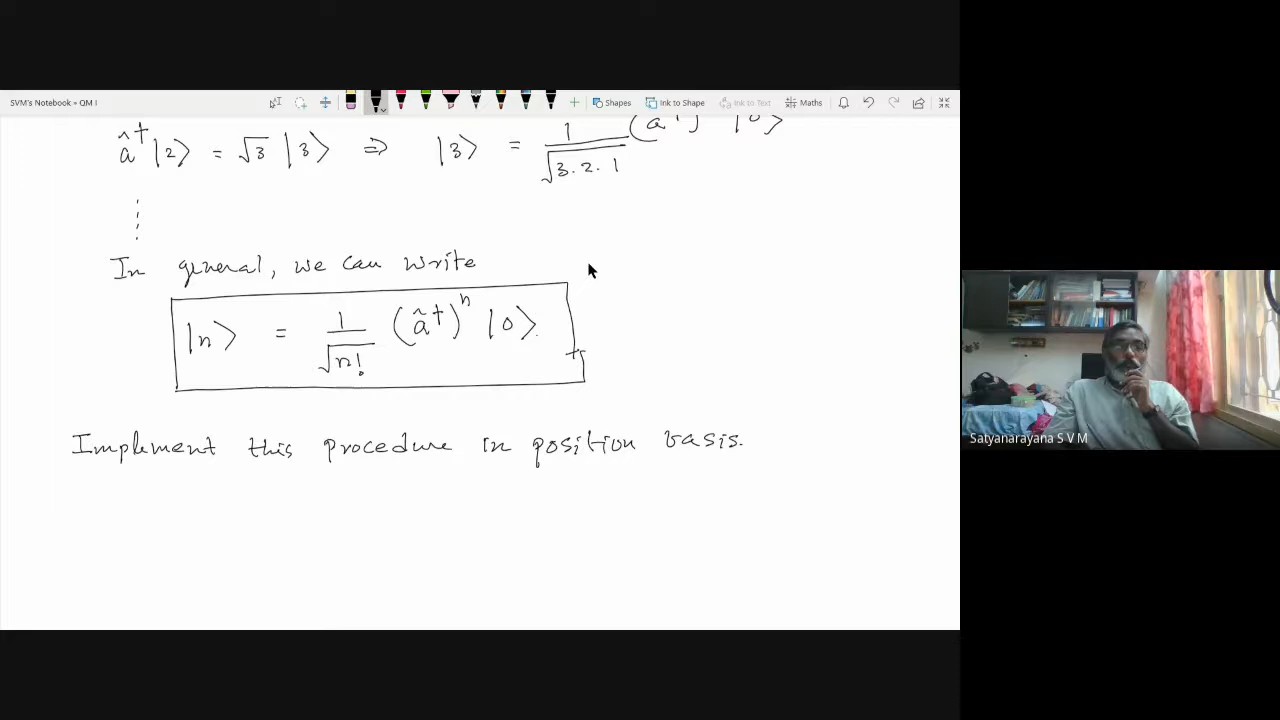 SVM's Notebook » QM I
Shapes Ink to Shape Ink to Text Maths
â†|2⟩ = √3 |3⟩ ⇒ |3⟩ = 1/√(3·2·1) (a†) |0⟩
In general, we can write
|n⟩ = 1/√n! (â†)ⁿ |0⟩.
Implement this procedure in position basis.
Satyanarayana S V M